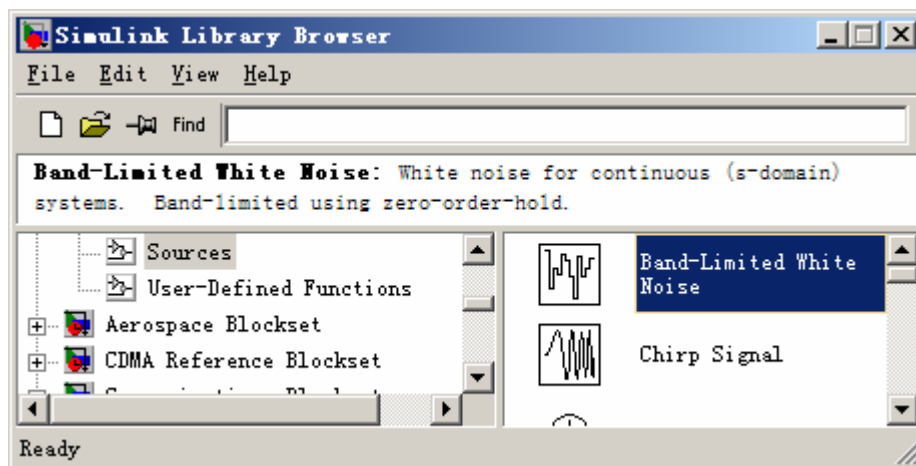 Simulink Library Browser
File Edit View Help
Find
Band-Limited White Noise: White noise for continuous (s-domain)
systems. Band-limited using zero-order-hold.
Sources
User-Defined Functions
Aerospace Blockset
CDMA Reference Blockset
Band-Limited White
Noise
Chirp Signal
Ready